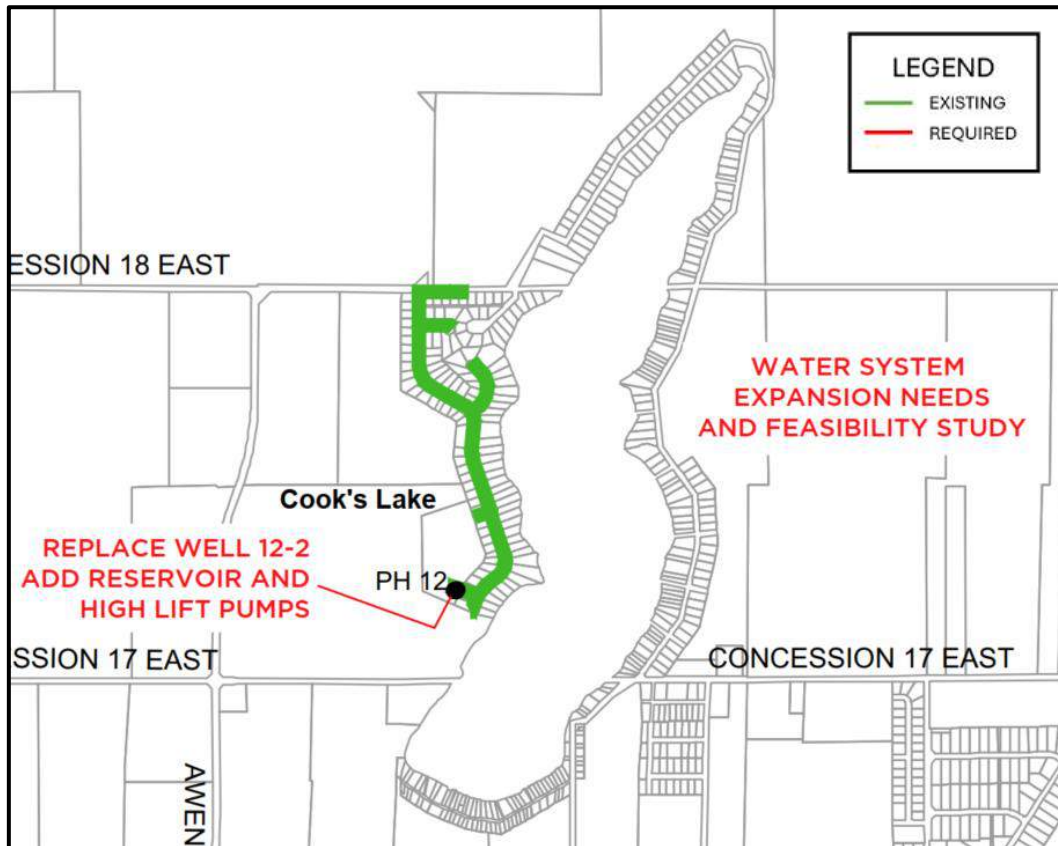 LEGEND
EXISTING
REQUIRED
ESSION 18 EAST
WATER SYSTEM
EXPANSION NEEDS
AND FEASIBILITY STUDY
Cook's Lake
REPLACE WELL 12-2
ADD RESERVOIR AND
HIGH LIFT PUMPS
PH 12
SSION 17 EAST
CONCESSION 17 EAST
AWEN